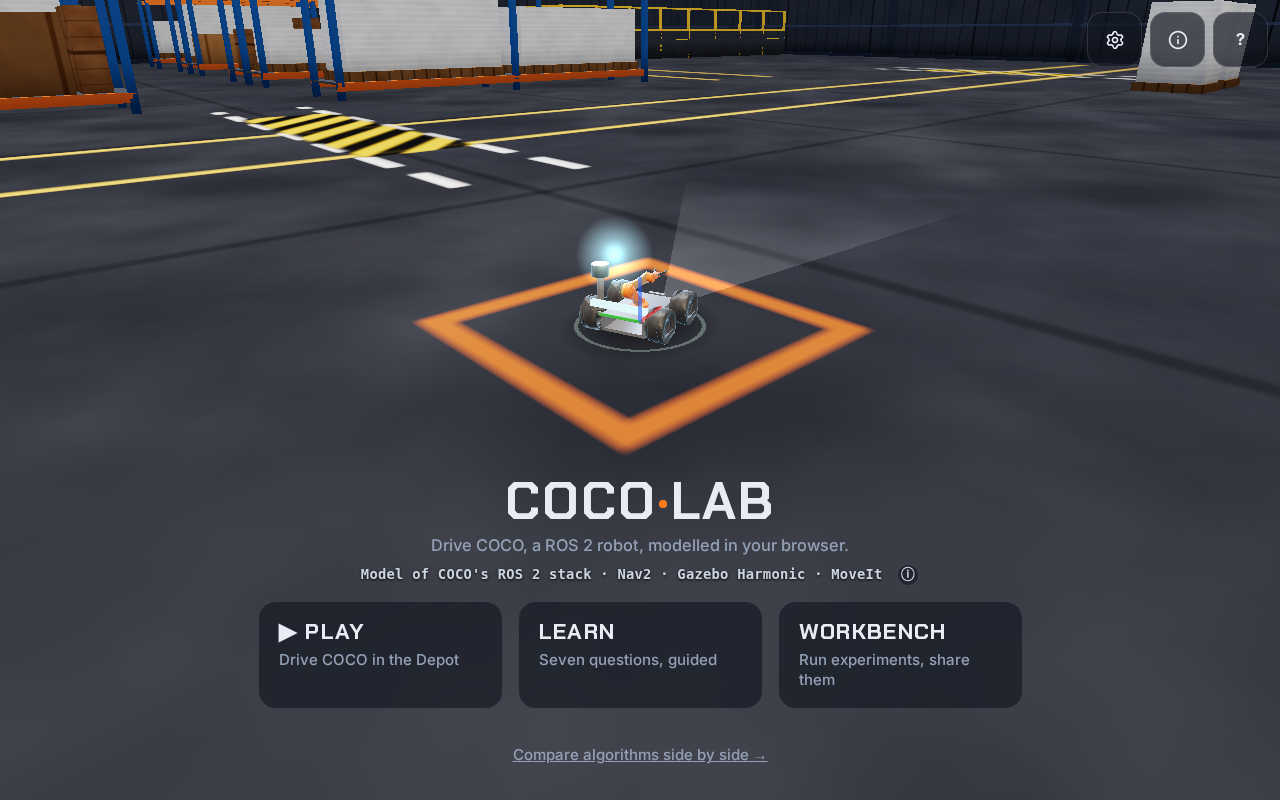 ?
COCO·LAB
Drive COCO, a ROS 2 robot, modelled in your browser.
Model of COCO's ROS 2 stack · Nav2 · Gazebo Harmonic · MoveIt ⓘ
▶ PLAY
Drive COCO in the Depot
LEARN
Seven questions, guided
WORKBENCH
Run experiments, share
them
Compare algorithms side by side →